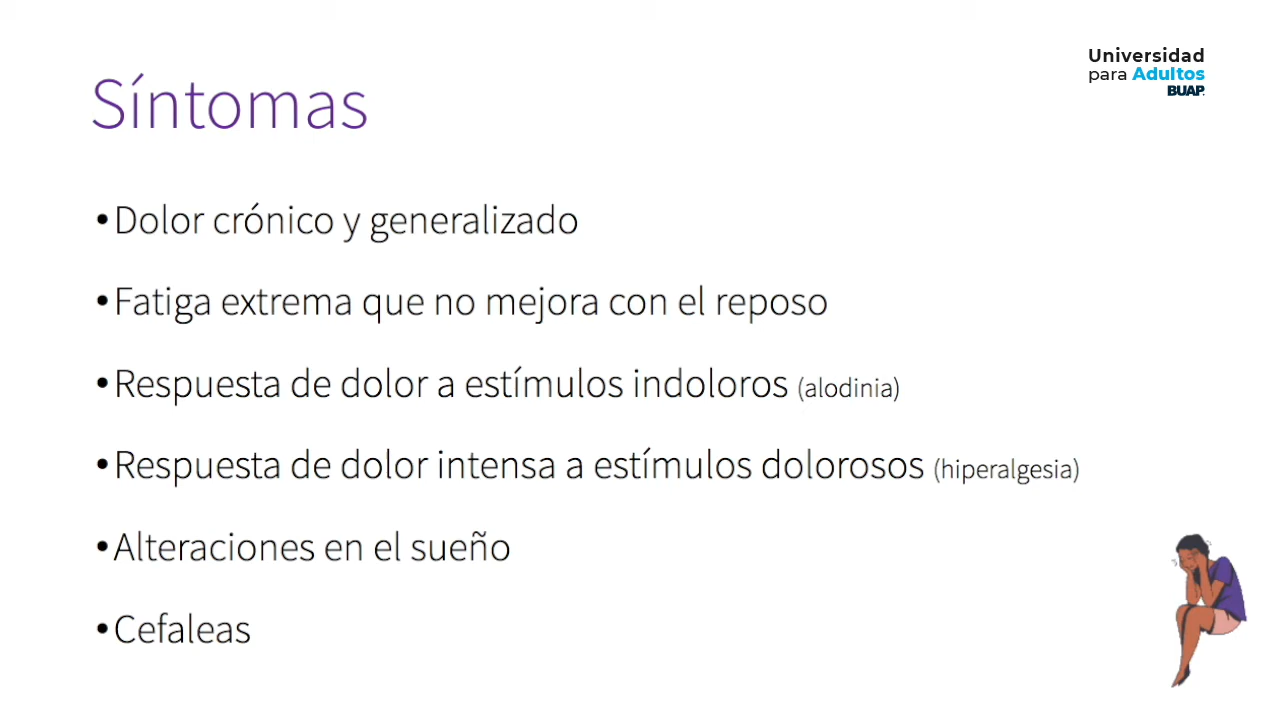 Universidad
para Adultos
BUAP
Síntomas
•Dolor crónico y generalizado
•Fatiga extrema que no mejora con el reposo
•Respuesta de dolor a estímulos indoloros (alodinia)
•Respuesta de dolor intensa a estímulos dolorosos (hiperalgesia)
•Alteraciones en el sueño
•Cefaleas